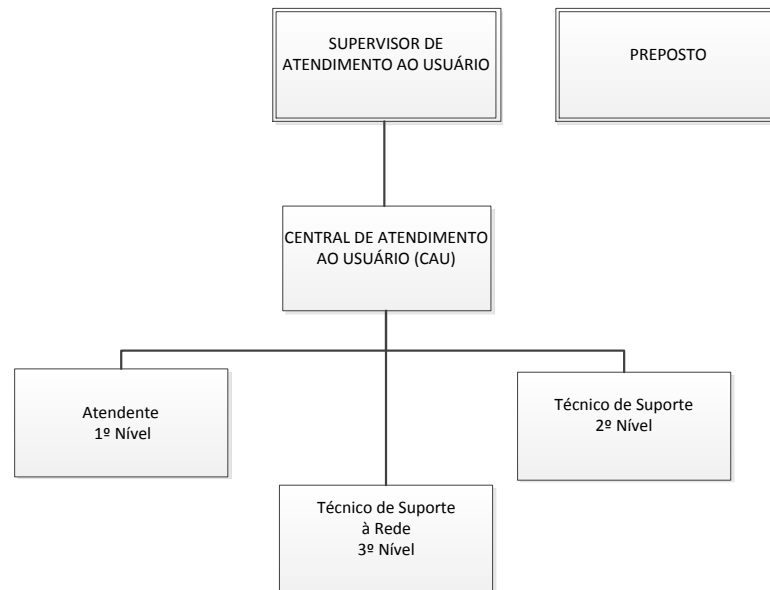 SUPERVISOR DE
ATENDIMENTO AO USUÁRIO
PREPOSTO
CENTRAL DE ATENDIMENTO
AO USUÁRIO (CAU)
Atendente
1º Nível
Técnico de Suporte
2º Nível
Técnico de Suporte
à Rede
3º Nível